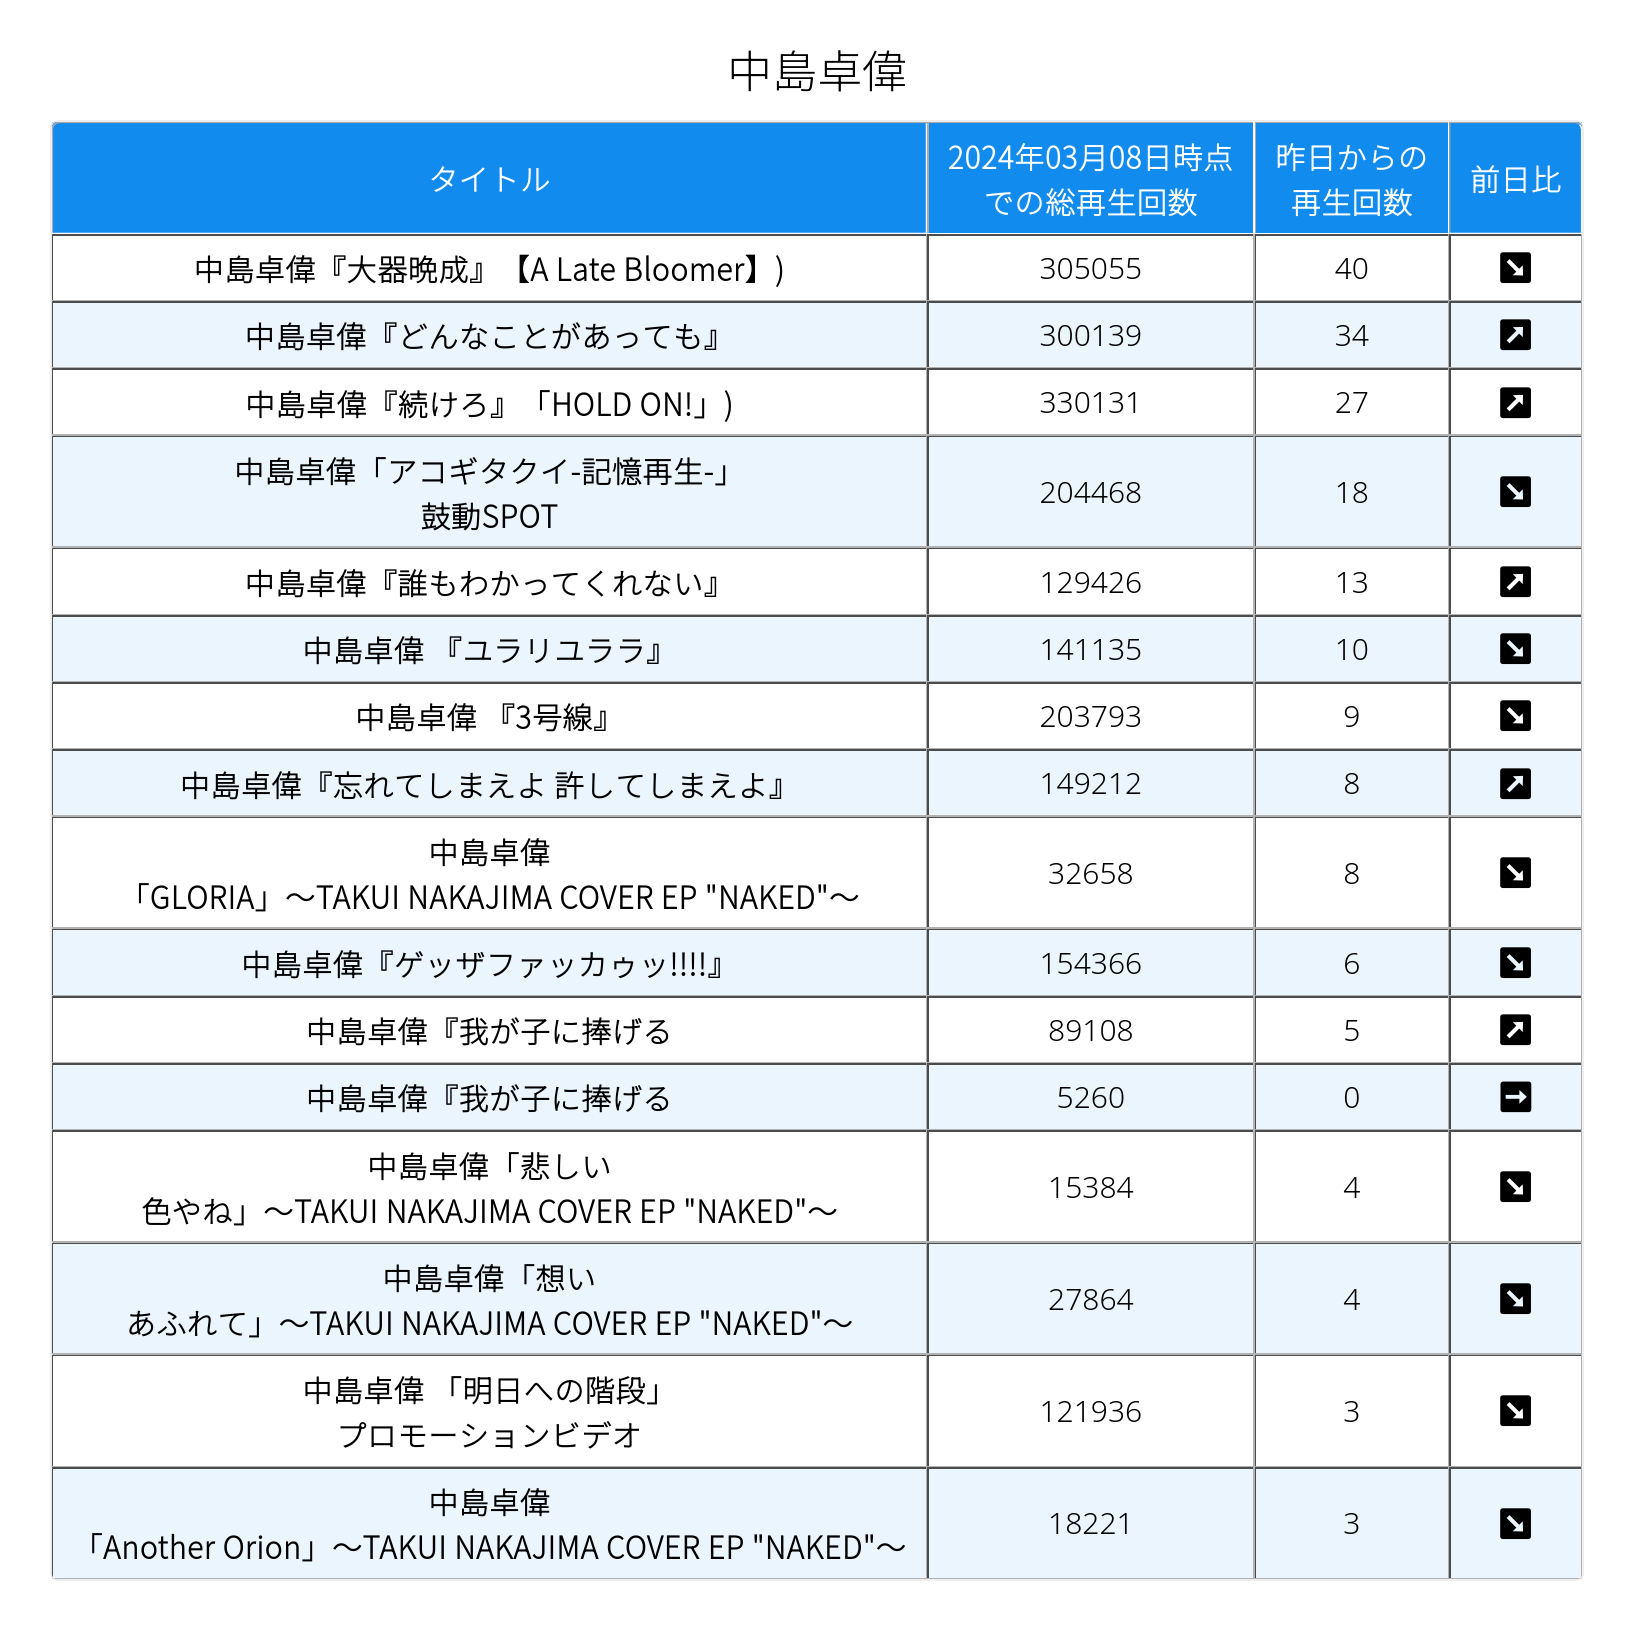 中島卓偉
タイトル
2024年03月08日時点
での総再生回数
昨日からの
再生回数
前日比
中島卓偉『大器晩成』【A Late Bloomer】)
305055
40
中島卓偉『どんなことがあっても』
300139
34
中島卓偉『続けろ』「HOLD ON!」)
330131
27
中島卓偉「アコギタクイ-記憶再生-」
鼓動SPOT
204468
18
中島卓偉『誰もわかってくれない』
129426
13
中島卓偉 『ユラリユララ』
141135
10
中島卓偉 『3号線』
203793
9
中島卓偉『忘れてしまえよ 許してしまえよ』
149212
8
中島卓偉
「GLORIA」～TAKUI NAKAJIMA COVER EP "NAKED"～
32658
8
中島卓偉『ゲッザファッカゥッ!!!!』
154366
6
中島卓偉『我が子に捧げる
89108
5
中島卓偉『我が子に捧げる
5260
0
中島卓偉「悲しい
色やね」～TAKUI NAKAJIMA COVER EP "NAKED"～
15384
4
中島卓偉「想い
あふれて」～TAKUI NAKAJIMA COVER EP "NAKED"～
27864
4
中島卓偉 「明日への階段」
プロモーションビデオ
121936
3
中島卓偉
「Another Orion」～TAKUI NAKAJIMA COVER EP "NAKED"～
18221
3